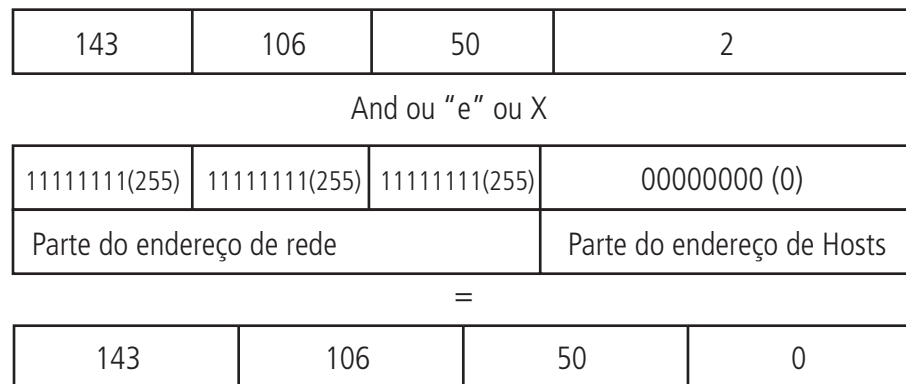 143 106 50 2
And ou “e” ou X
11111111(255) 11111111(255) 11111111(255) 00000000 (0)
Parte do endereço de rede Parte do endereço de Hosts
=
143 106 50 0